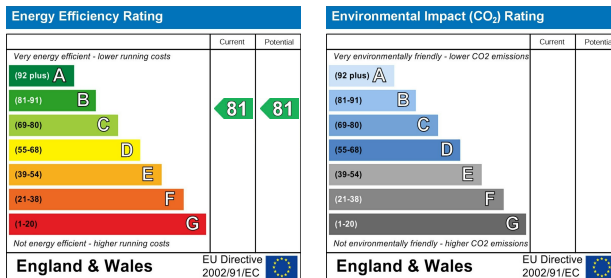 Energy Efficiency Rating
Current Potential
Very energy efficient - lower running costs
(92 plus) A
(81-91) B
81 81
(69-80) C
(55-68) D
(39-54) E
(21-38) F
(1-20) G
Not energy efficient - higher running costs
England & Wales
EU Directive
2002/91/EC
Environmental Impact (CO₂) Rating
Current Potential
Very environmentally friendly - lower CO2 emissions
(92 plus) A
(81-91) B
(69-80) C
(55-68) D
(39-54) E
(21-38) F
(1-20) G
Not environmentally friendly - higher CO2 emissions
England & Wales
EU Directive
2002/91/EC